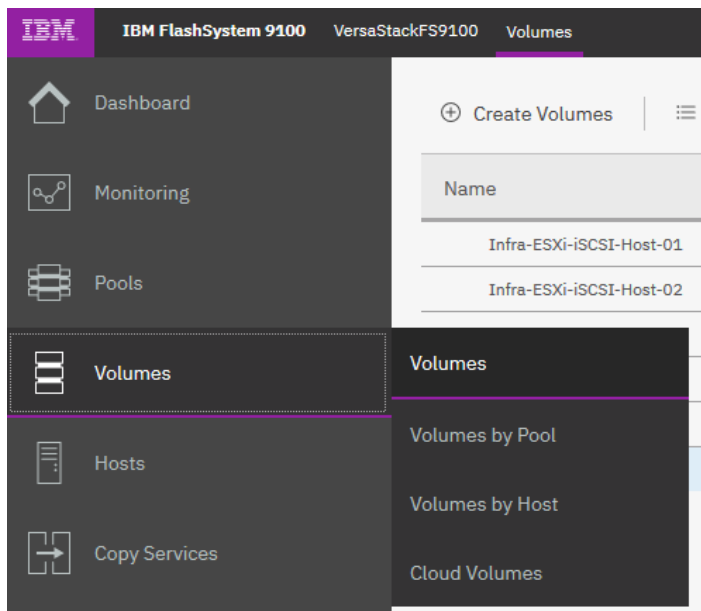 IBM IBM FlashSystem 9100 VersaStackFS9100 Volumes
Dashboard
Monitoring
Pools
Volumes
Hosts
Copy Services
Create Volumes
Name
Infra-ESXi-iSCSI-Host-01
Infra-ESXi-iSCSI-Host-02
Volumes
Volumes by Pool
Volumes by Host
Cloud Volumes